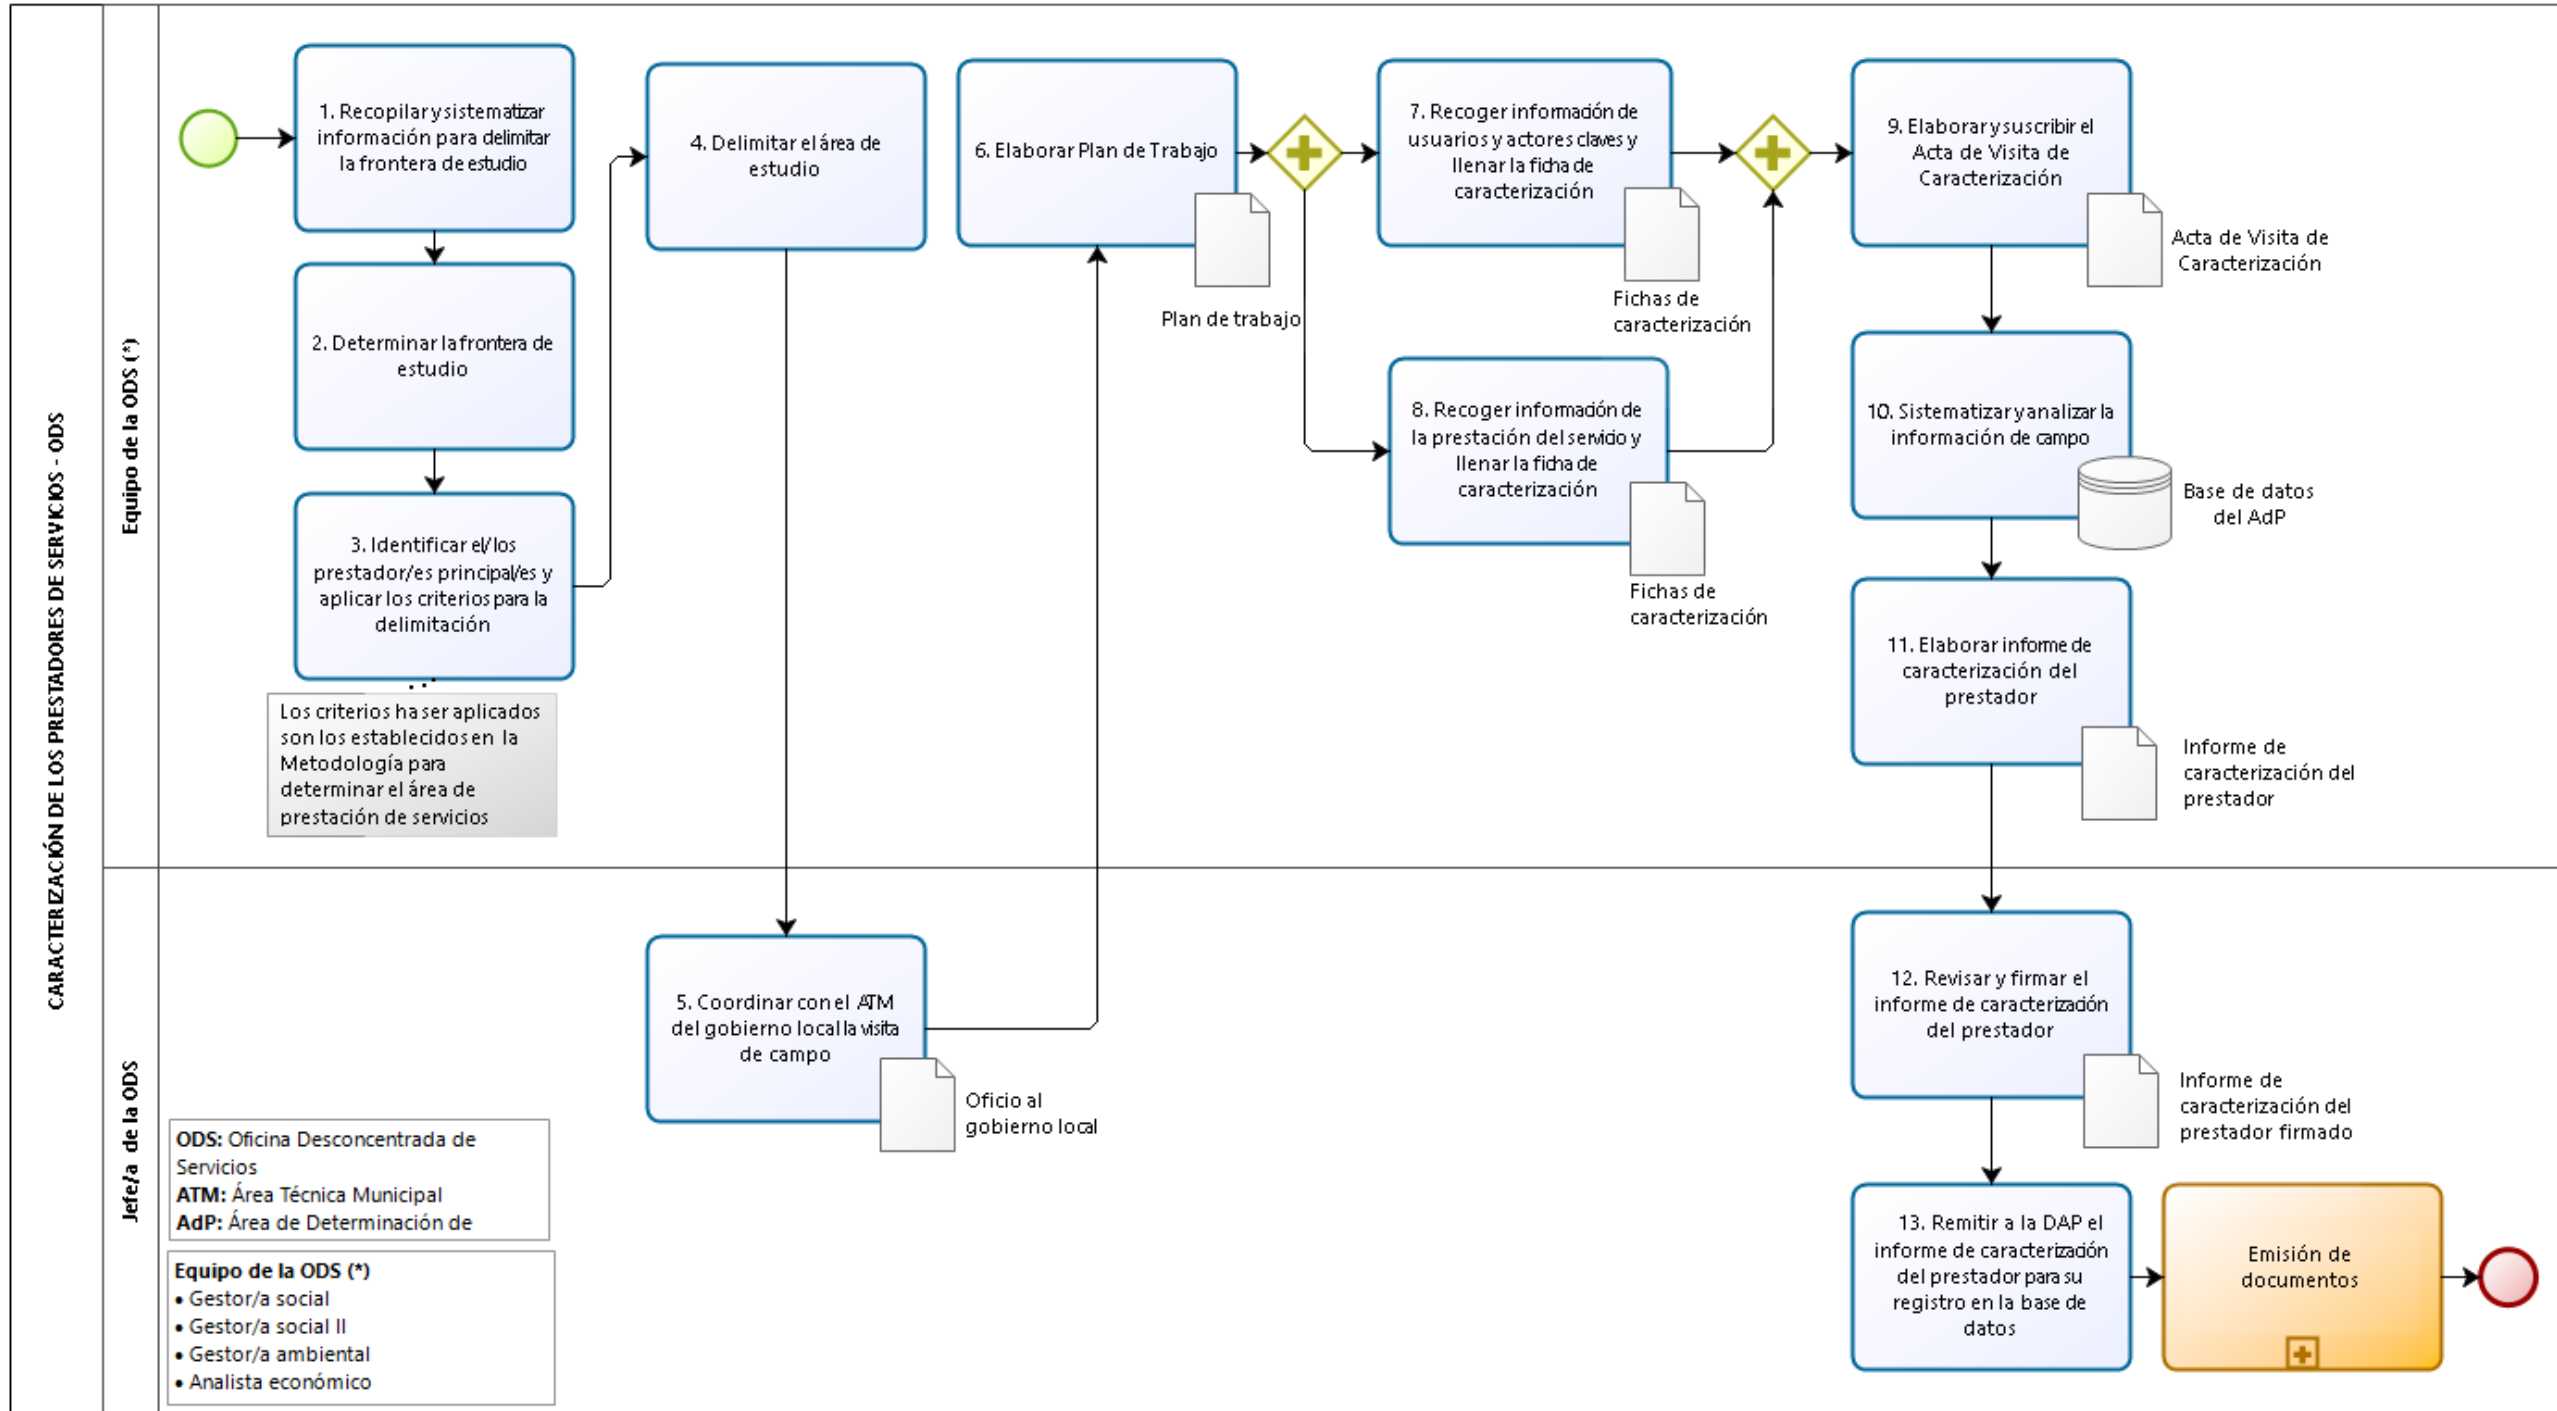 CARACTERIZACIÓN DE LOS PRESTADORES DE SERVICIOS - ODS
Equipo de la ODS (*)
1. Recopilar y sistematizar
información para delimitar
la frontera de estudio
2. Determinar la frontera de
estudio
3. Identificar el/los
prestador/es principal/es y
aplicar los criterios para la
delimitación
Los criterios ha ser aplicados
son los establecidos en la
Metodología para
determinar el área de
prestación de servicios
4. Delimitar el área de
estudio
6. Elaborar Plan de Trabajo
Plan de trabajo
7. Recoger información de
usuarios y actores claves y
llenar la ficha de
caracterización
Fichas de
caracterización
8. Recoger información de
la prestación del servicio y
llenar la ficha de
caracterización
Fichas de
caracterización
9. Elaborar y suscribir el
Acta de Visita de
Caracterización
Acta de Visita de
Caracterización
10. Sistematizar y analizar la
información de campo
Base de datos
del AdP
11. Elaborar informe de
caracterización del
prestador
Informe de
caracterización del
prestador
Jefe/a de la ODS
5. Coordinar con el ATM
del gobierno local la visita
de campo
Oficio al
gobierno local
12. Revisar y firmar el
informe de caracterización
del prestador
Informe de
caracterización del
prestador firmado
13. Remitir a la DAP el
informe de caracterización
del prestador para su
registro en la base de
datos
Emisión de
documentos
ODS: Oficina Desconcentrada de
Servicios
ATM: Área Técnica Municipal
AdP: Área de Determinación de
Equipo de la ODS (*)
• Gestor/a social
• Gestor/a social II
• Gestor/a ambiental
• Analista económico